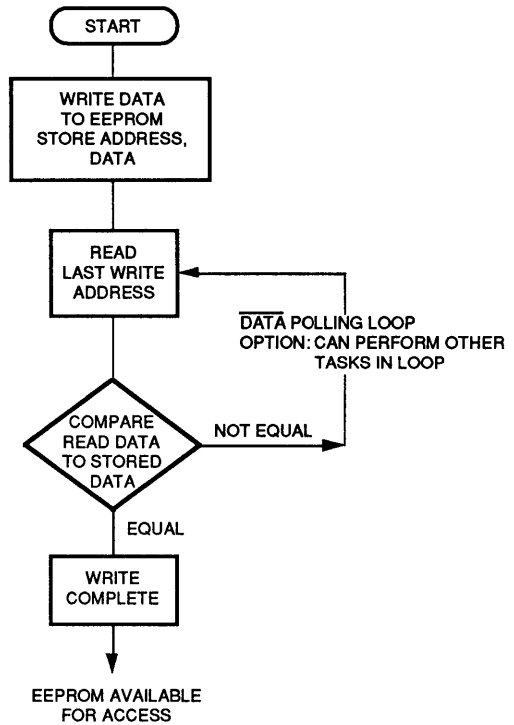 START
WRITE DATA
TO EEPROM
STORE ADDRESS,
DATA
READ
LAST WRITE
ADDRESS
DATA POLLING LOOP
OPTION: CAN PERFORM OTHER
TASKS IN LOOP
COMPARE
READ DATA
TO STORED
DATA
NOT EQUAL
EQUAL
WRITE
COMPLETE
EEPROM AVAILABLE
FOR ACCESS